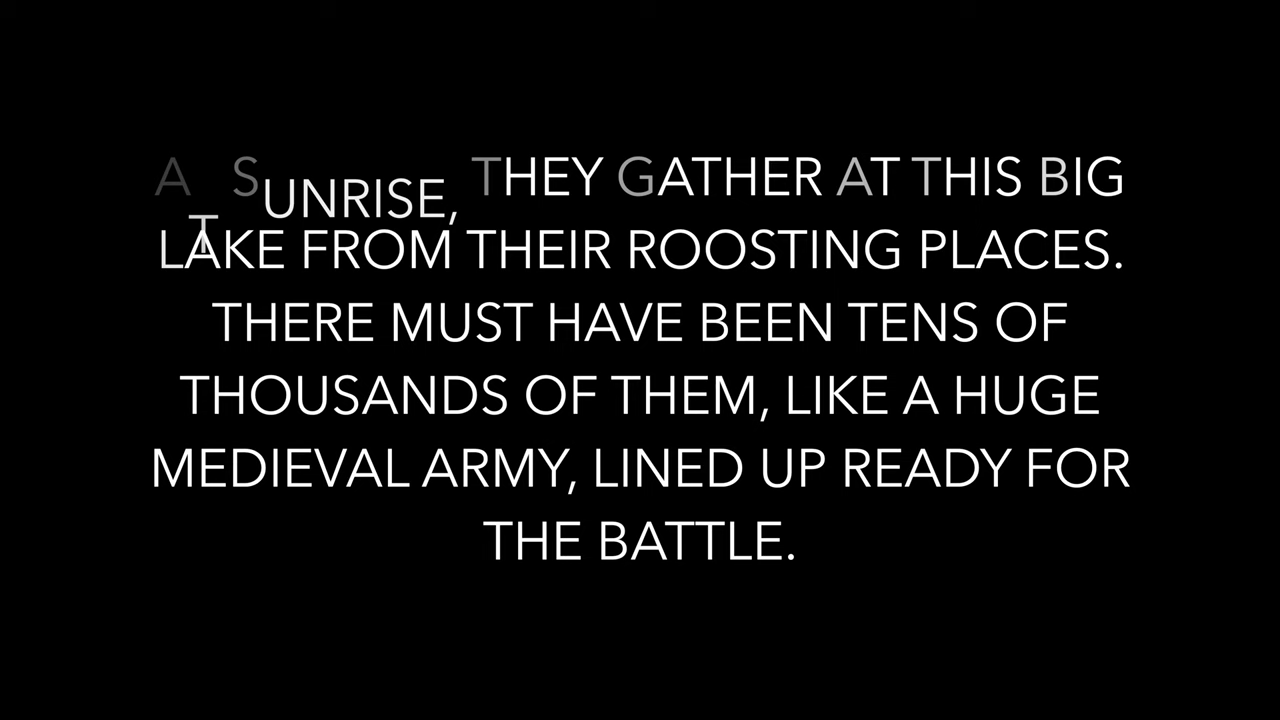 AT SUNRISE, THEY GATHER AT THIS BIG
LAKE FROM THEIR ROOSTING PLACES.
THERE MUST HAVE BEEN TENS OF
THOUSANDS OF THEM, LIKE A HUGE
MEDIEVAL ARMY, LINED UP READY FOR
THE BATTLE.